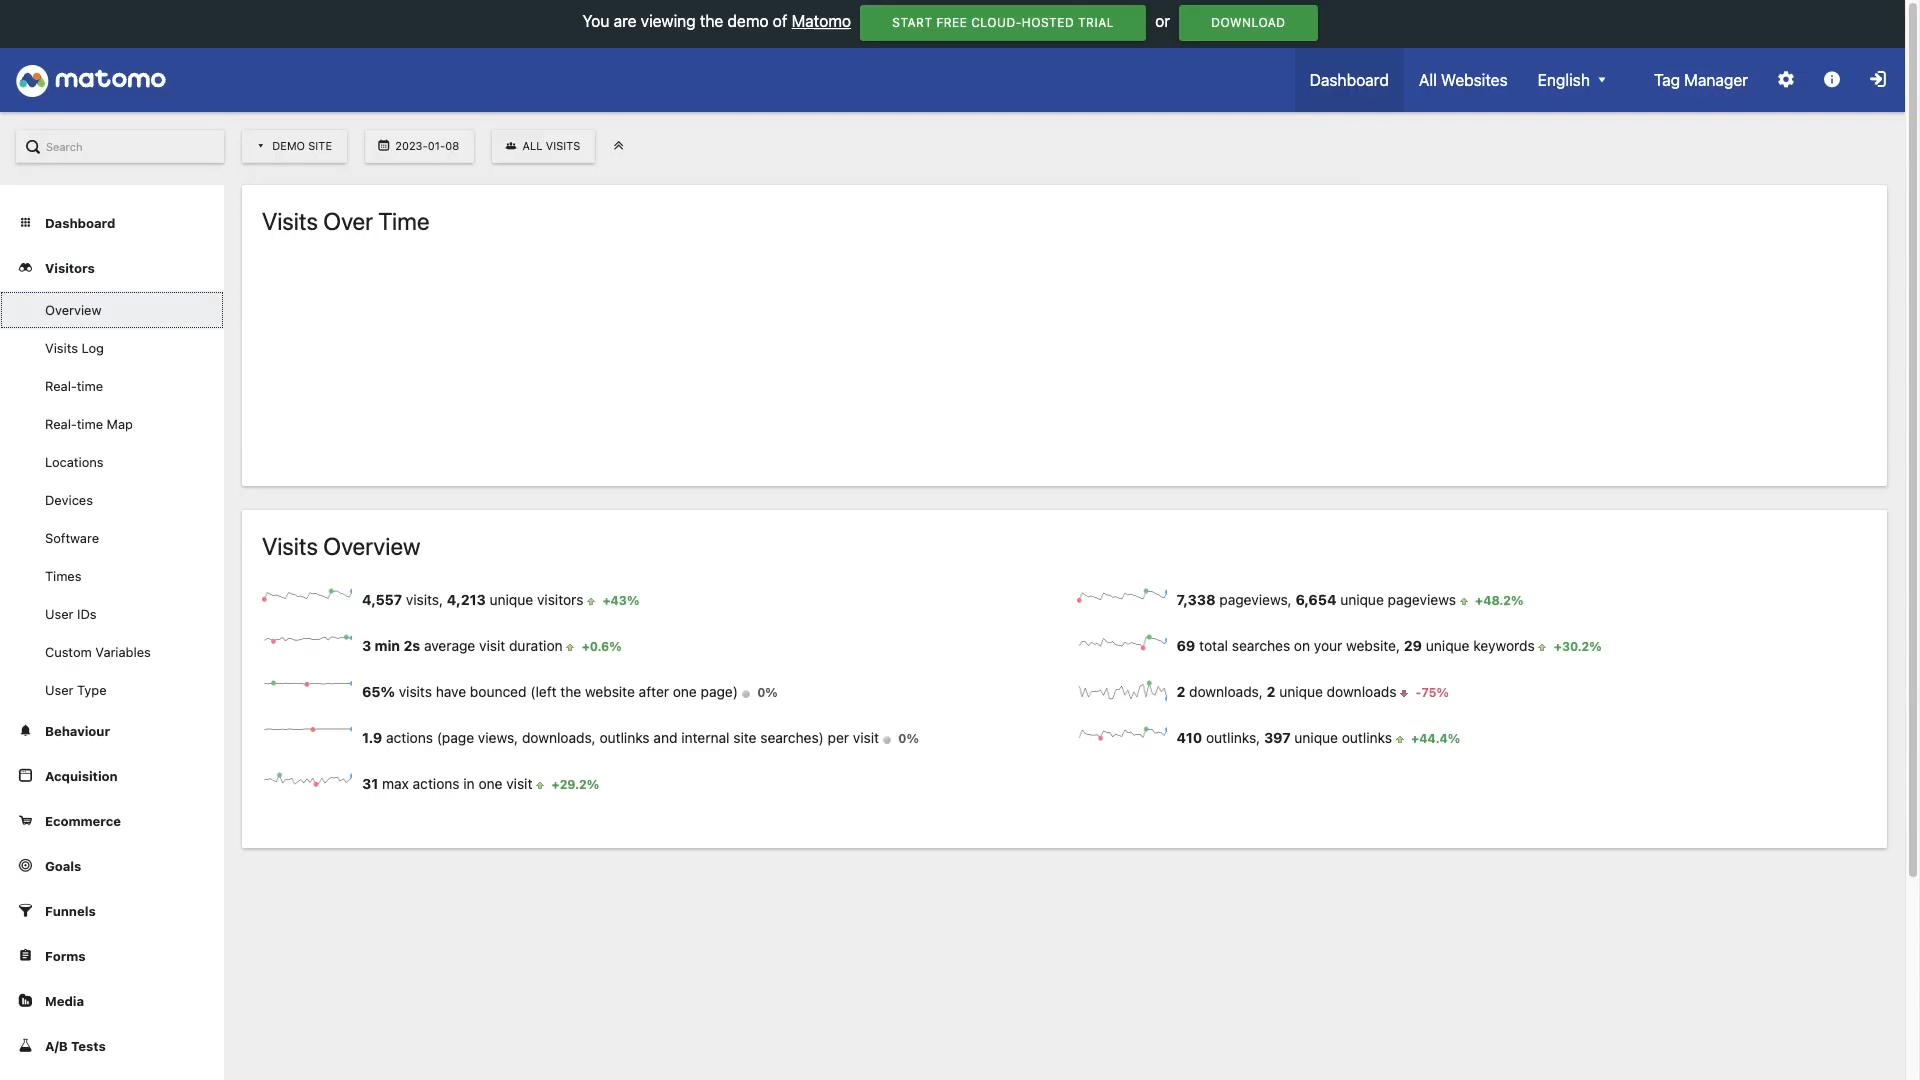 You are viewing the demo of Matomo START FREE CLOUD-HOSTED TRIAL or DOWNLOAD
matomo
Dashboard All Websites English Tag Manager
Search
DEMO SITE
2023-01-08
ALL VISITS
Dashboard
Visitors
Overview
Visits Log
Real-time
Real-time Map
Locations
Devices
Software
Times
User IDs
Custom Variables
User Type
Behaviour
Acquisition
Ecommerce
Goals
Funnels
Forms
Media
A/B Tests
Visits Over Time
Visits Overview
4,557 visits, 4,213 unique visitors +43%
3 min 2s average visit duration +0.6%
65% visits have bounced (left the website after one page) 0%
1.9 actions (page views, downloads, outlinks and internal site searches) per visit 0%
31 max actions in one visit +29.2%
7,338 pageviews, 6,654 unique pageviews +48.2%
69 total searches on your website, 29 unique keywords +30.2%
2 downloads, 2 unique downloads -75%
410 outlinks, 397 unique outlinks +44.4%